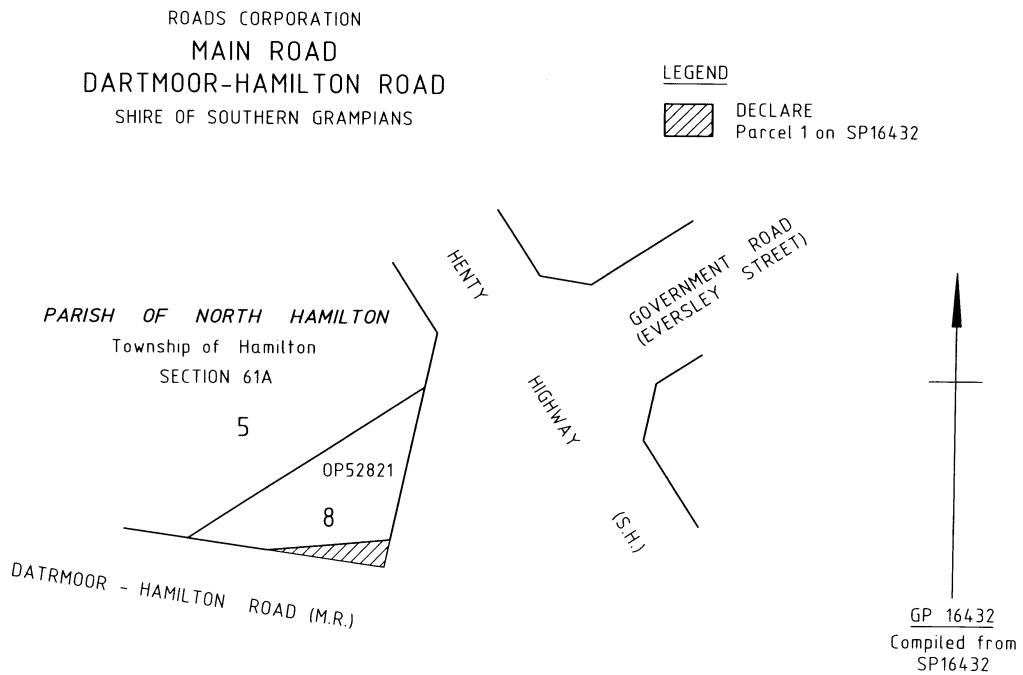 ROADS CORPORATION
MAIN ROAD
DARTMOOR-HAMILTON ROAD
SHIRE OF SOUTHERN GRAMPIANS
LEGEND
DECLARE
Parcel 1 on SP16432
HENTY
GOVERNMENT ROAD
(EVERSLEY STREET)
PARISH OF NORTH HAMILTON
Township of Hamilton
SECTION 61A
HIGHWAY
5
OP52821
8
(S.H.)
DATRMOOR - HAMILTON ROAD (M.R.)
GP 16432
Compiled from
SP16432